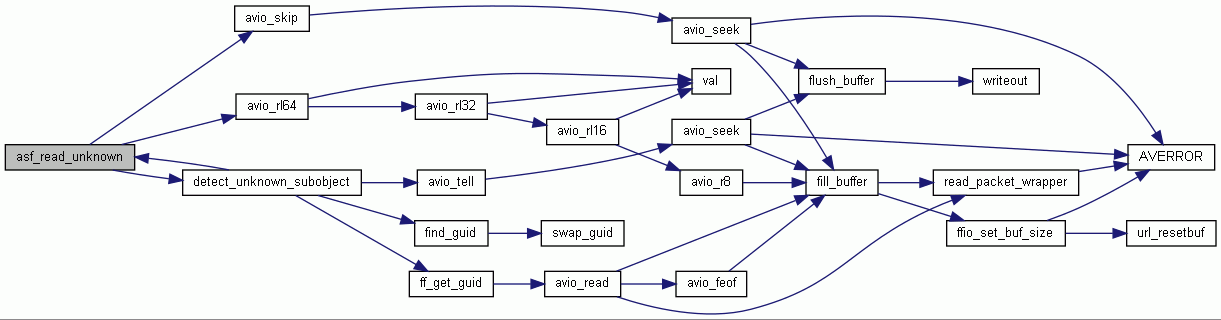 avio_skip
avio_seek
val
flush_buffer
writeout
avio_rl64
avio_rl32
avio_rl16
avio_seek
asf_read_unknown
AVERROR
detect_unknown_subobject
avio_tell
avio_r8
fill_buffer
read_packet_wrapper
find_guid
swap_guid
ffio_set_buf_size
url_resetbuf
ff_get_guid
avio_read
avio_feof